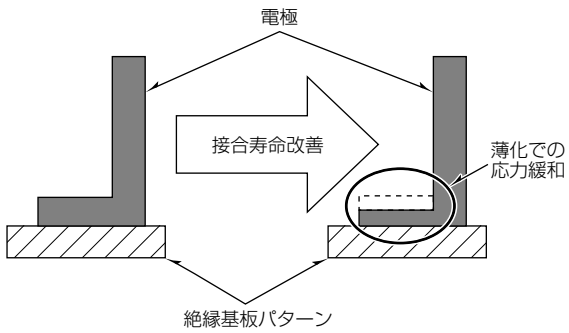 電極
接合寿命改善
薄化での
応力緩和
絶縁基板パターン